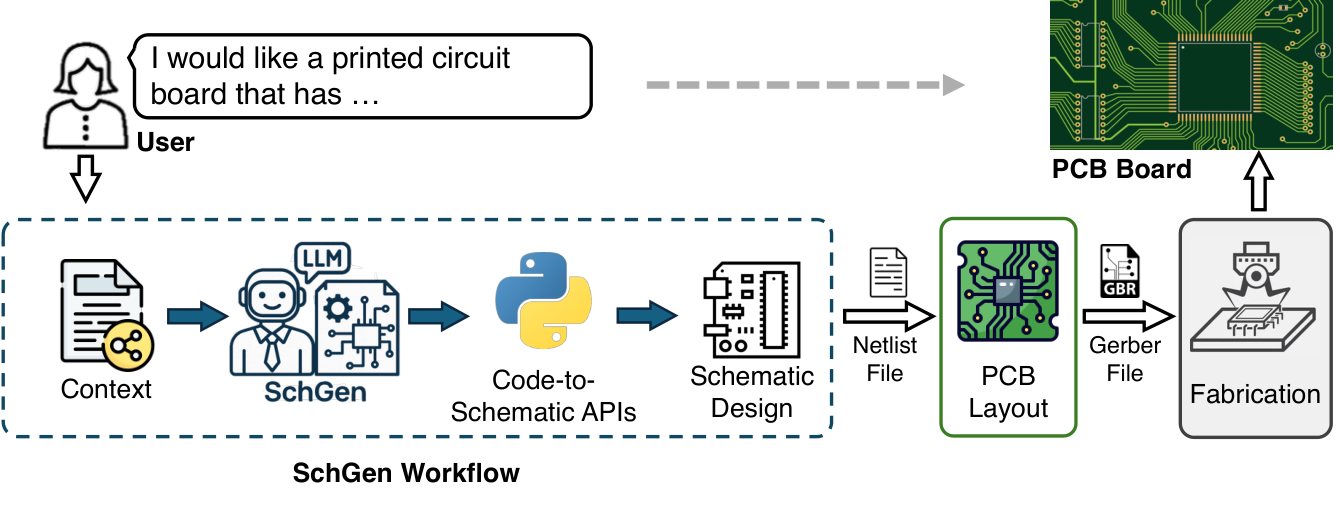 I would like a printed circuit
board that has …
User
PCB Board
LLM
SchGen
Context
Code-to-
Schematic APIs
Schematic
Design
Netlist
File
PCB
Layout
GBR
Gerber
File
Fabrication
SchGen Workflow